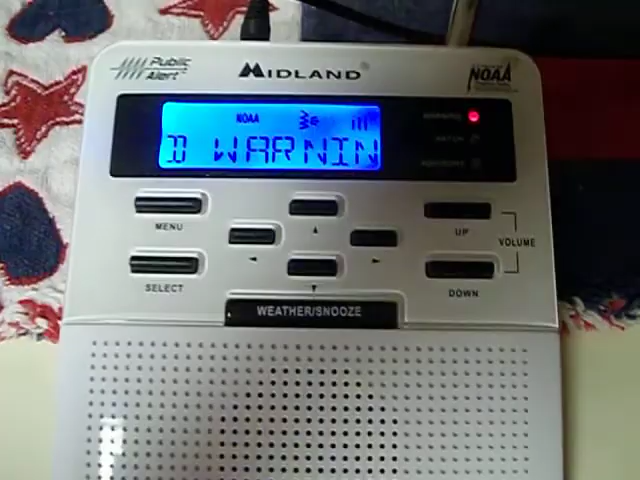 Public Alert
MIDLAND
NOAA
NOAA
WARNING
D WARNIN
WATCH
ADVISORY
MENU
UP
VOLUME
SELECT
DOWN
WEATHER/SNOOZE